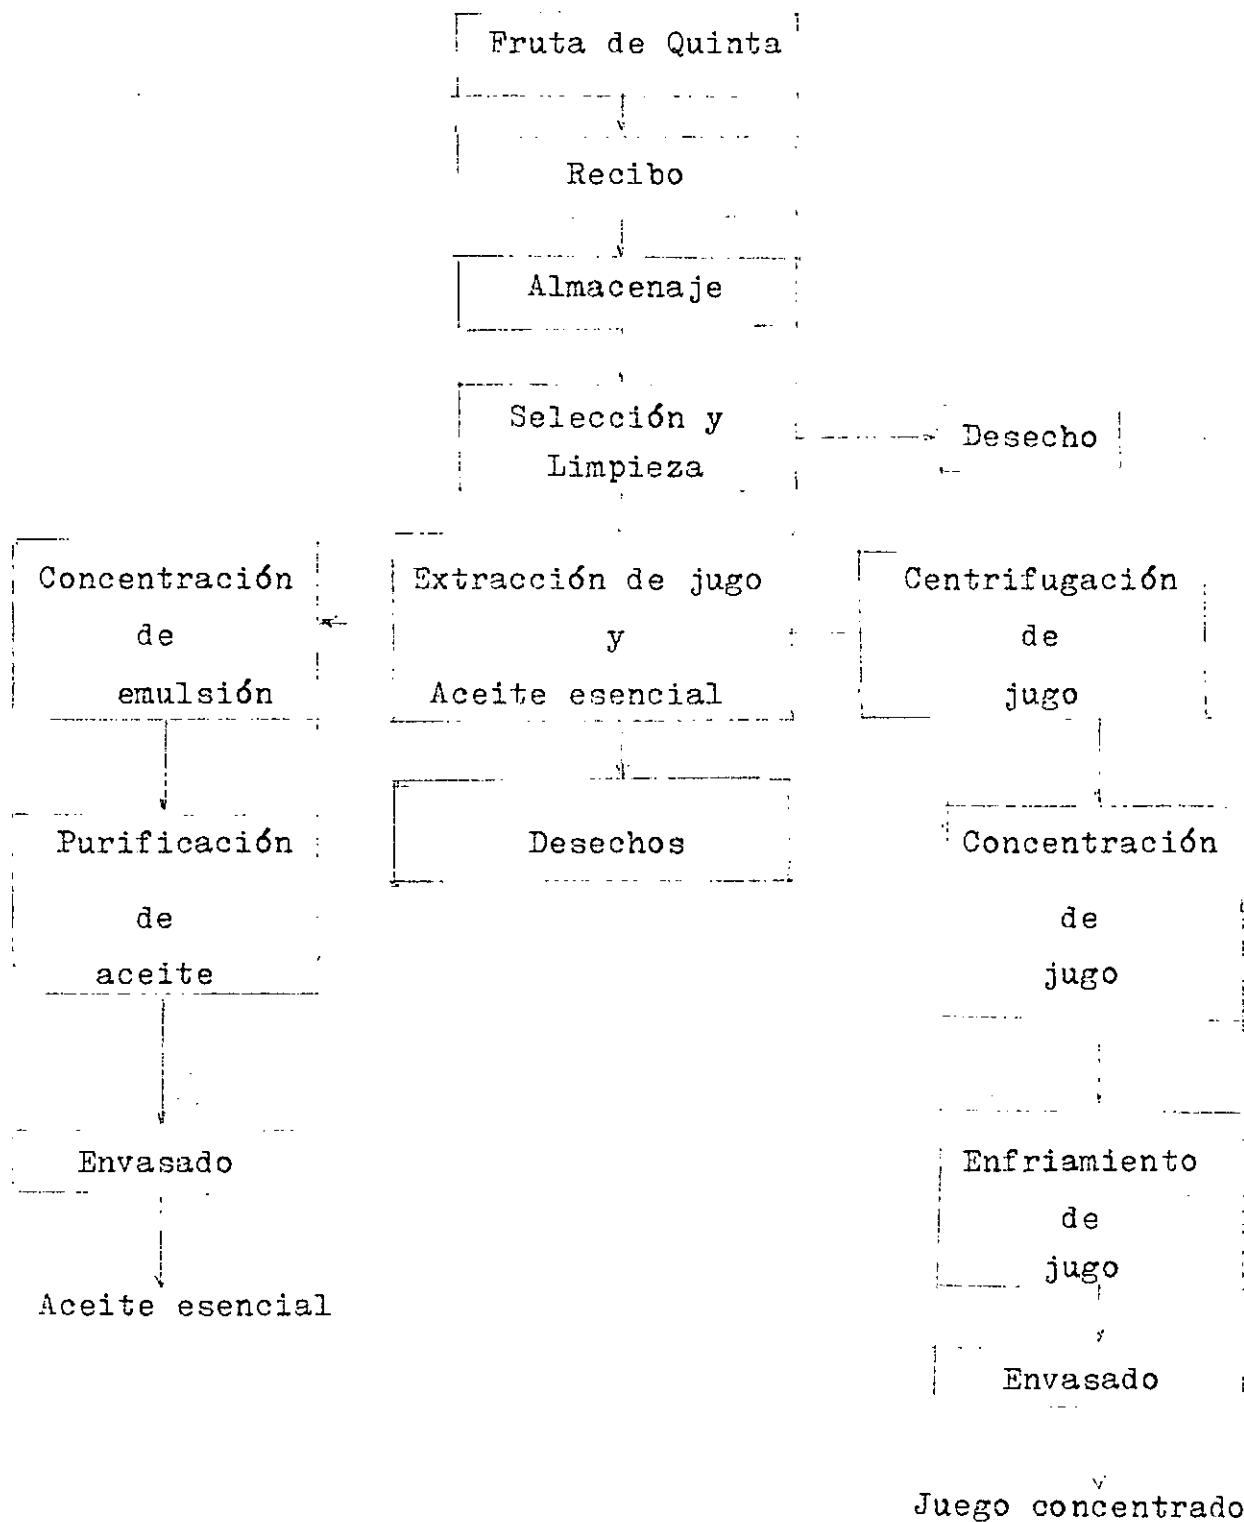 Fruta de Quinta
Recibo
Almacenaje
Selección y
Limpieza
Desecho
Concentración
de
emulsión
Extracción de jugo
y
Aceite esencial
Centrifugación
de
jugo
Purificación
de
aceite
Desechos
Concentración
de
jugo
Envasado
Aceite esencial
Enfriamiento
de
jugo
Envasado
Juego concentrado